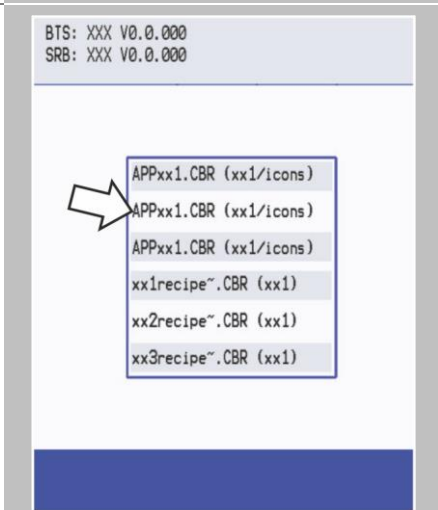 BTS: XXX V0.0.000
SRB: XXX V0.0.000
APPxx1.CBR (xx1/icons)
APPxx1.CBR (xx1/icons)
APPxx1.CBR (xx1/icons)
xx1recipe~.CBR (xx1)
xx2recipe~.CBR (xx1)
xx3recipe~.CBR (xx1)